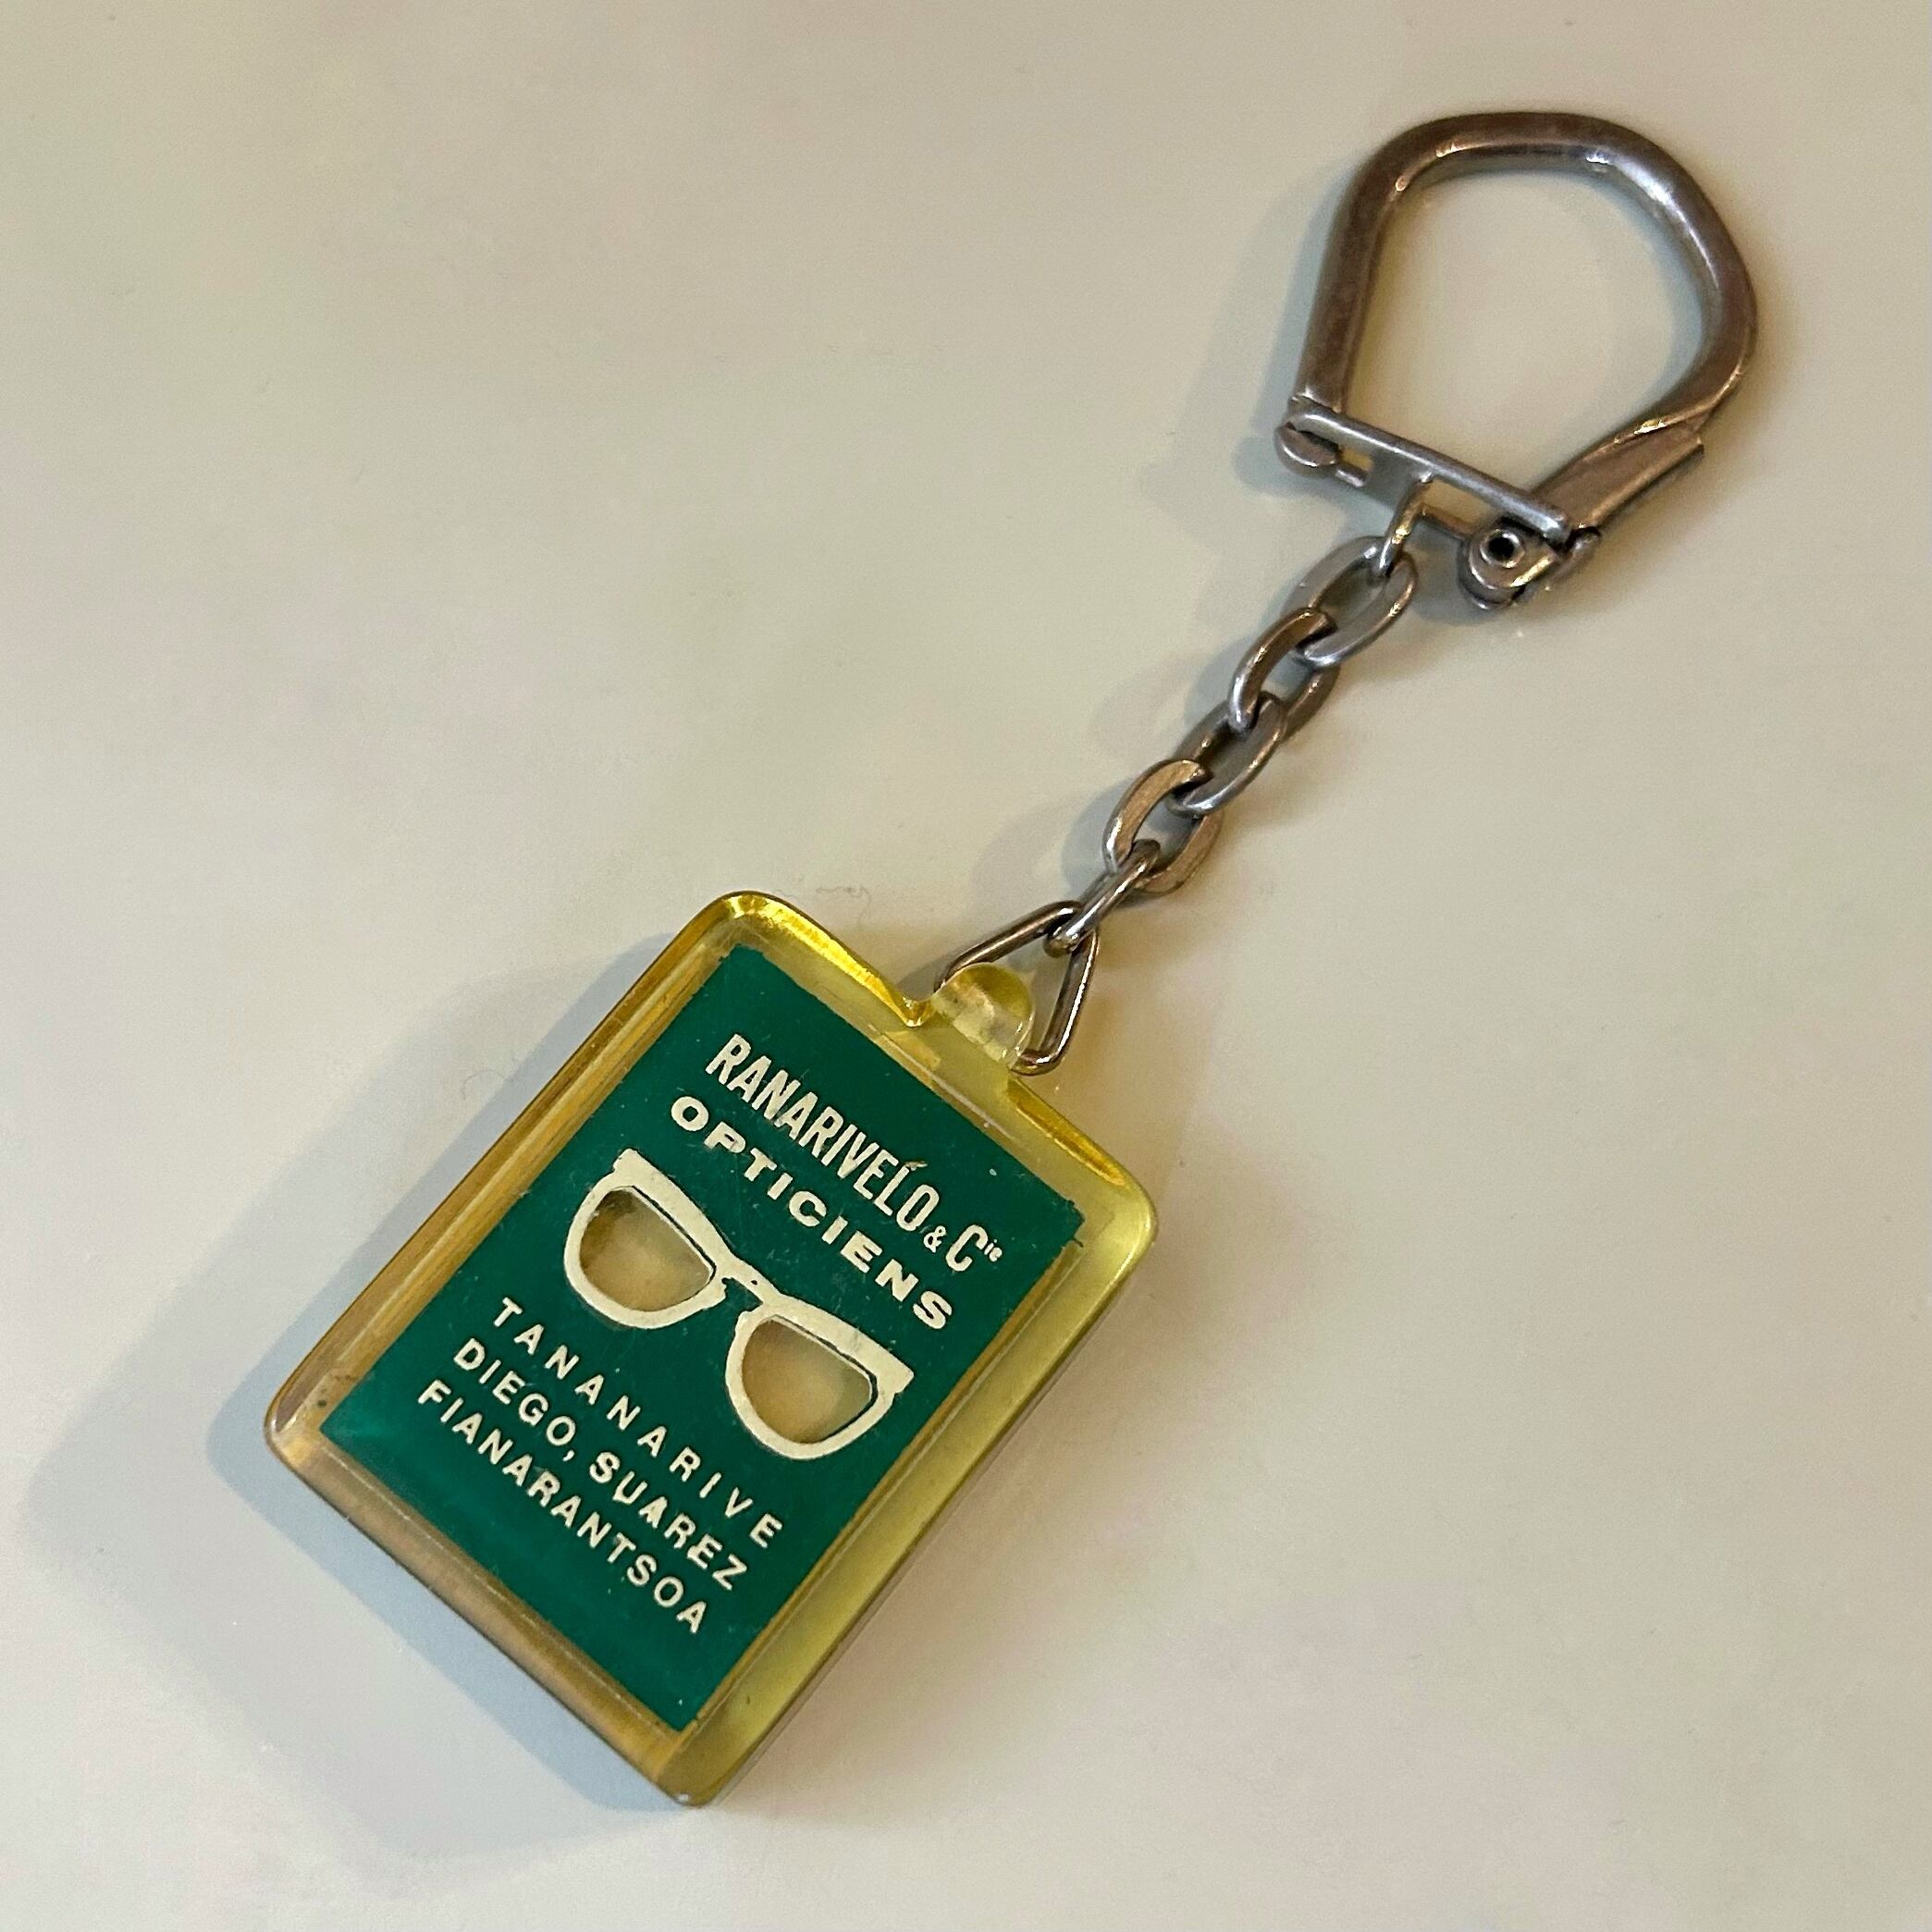 RANARIVELO & Cie
OPTICIENS
TANANARIVE
DIEGO, SUAREZ
FIANARANTSOA